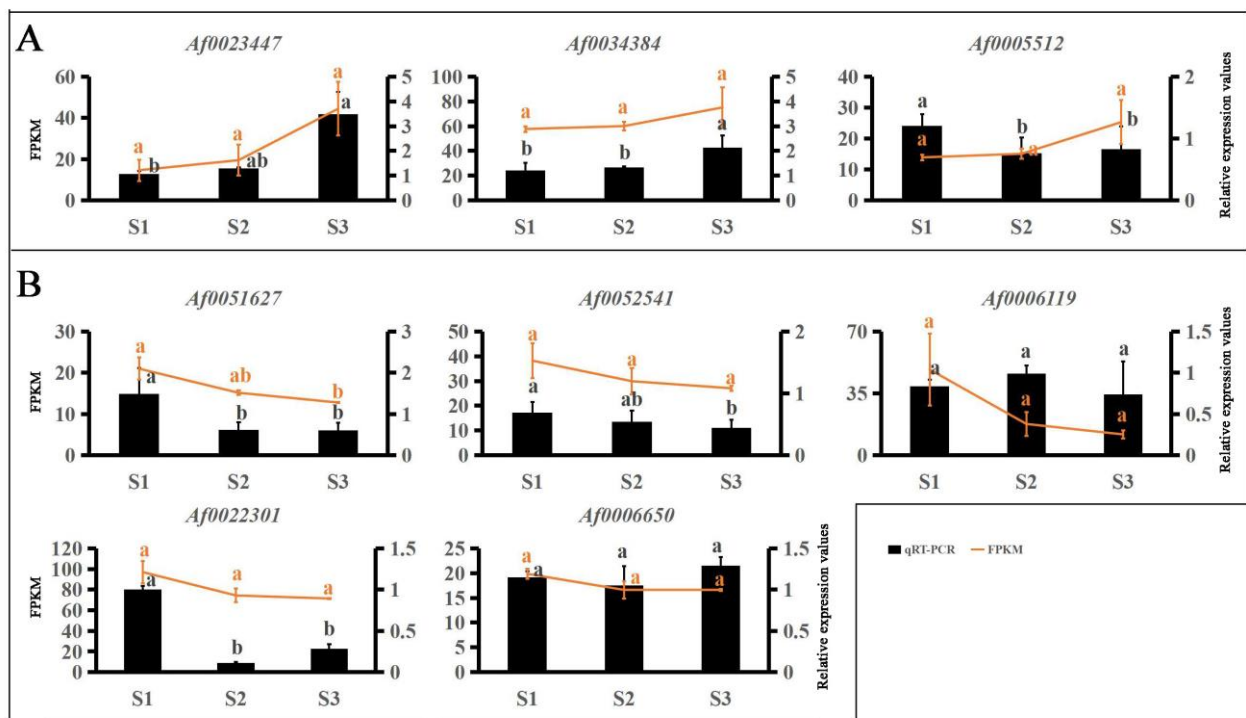 A
Af0023447
Af0034384
Af0005512
60
40
20
0
5
4
3
2
1
0
a
b
a
ab
a
a
S1
S2
S3
FPKM
100
80
60
40
20
0
5
4
3
2
1
0
a
b
a
b
a
a
S1
S2
S3
40
30
20
10
0
2
1
0
a
a
b
a
a
b
S1
S2
S3
Relative expression values
B
Af0051627
Af0052541
Af0006119
FPKM
30
20
10
0
3
2
1
0
a
a
ab
b
b
b
S1
S2
S3
50
40
30
20
10
0
2
1
0
a
a
a
ab
a
b
S1
S2
S3
70
35
0
1.5
1
0.5
0
a
a
a
a
a
a
S1
S2
S3
Relative expression values
Af0022301
Af0006650
FPKM
120
100
80
60
40
20
0
1.5
1
0.5
0
a
a
a
b
a
b
S1
S2
S3
25
20
15
10
5
0
1.5
1
0.5
0
a
a
a
a
a
a
S1
S2
S3
Relative expression values
qRT-PCR FPKM